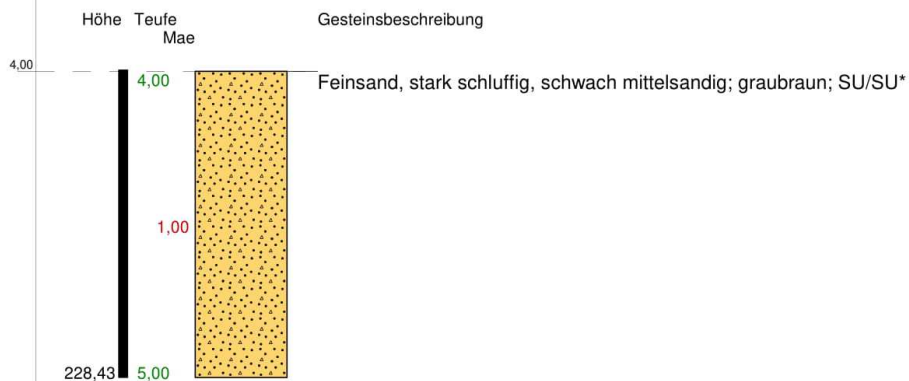 Höhe Teufe Gesteinsbeschreibung
Mae
4,00
4,00 Feinsand, stark schluffig, schwach mittelsandig; graubraun; SU/SU*
1,00
228,43 5,00